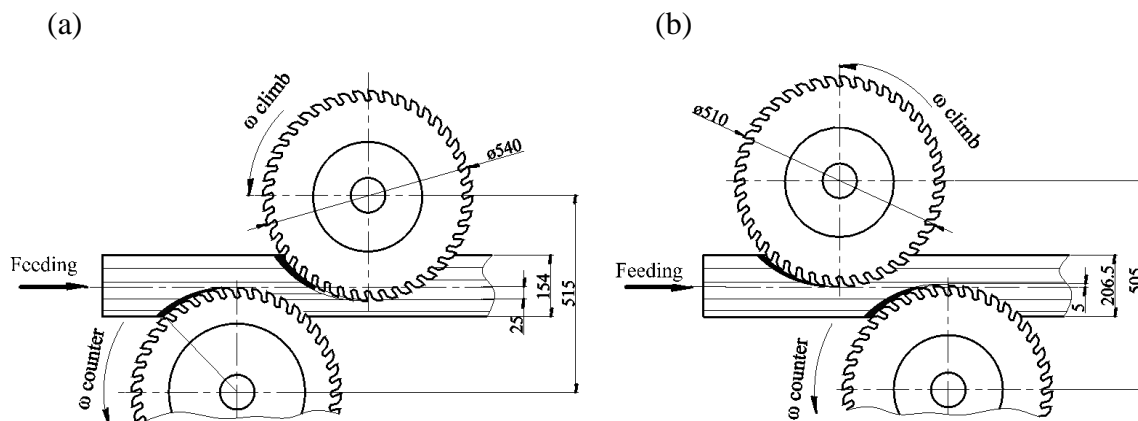 (a)
(b)
ω climb
ø540
Feeding
154
515
25
ω counter
ω climb
ø510
Feeding
206.5
505
5
ω counter